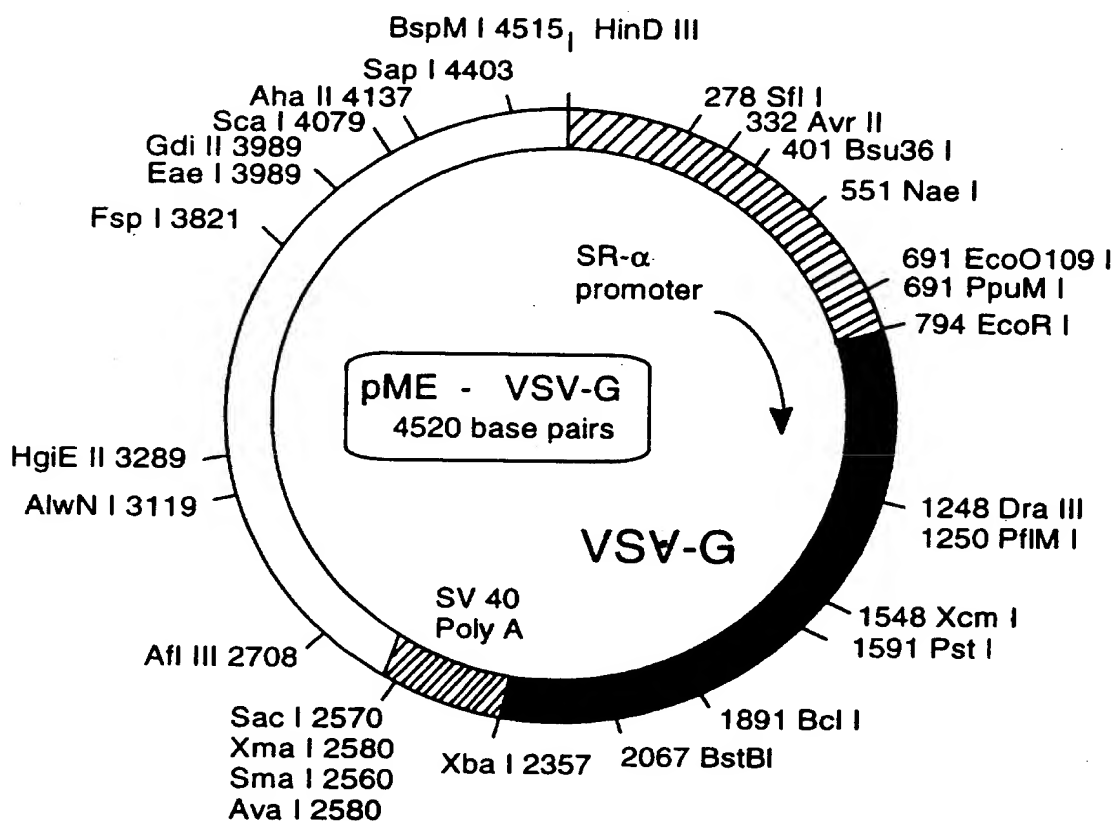 BspM I 4515
HinD III
Sap I 4403
Aha II 4137
Sca I 4079
Gdi II 3989
Eae I 3989
Fsp I 3821
HgiE II 3289
AlwN I 3119
Afl III 2708
278 SfI I
332 Avr II
401 Bsu36 I
551 Nae I
691 EcoO109 I
691 PpuM I
794 EcoR I
SR-α
promoter
pME - VSV-G
4520 base pairs
VSV-G
1248 Dra III
1250 PflM I
1548 Xcm I
1591 Pst I
1891 Bcl I
2067 BstBI
SV 40
Poly A
Xba I 2357
Sac I 2570
Xma I 2580
Sma I 2560
Ava I 2580